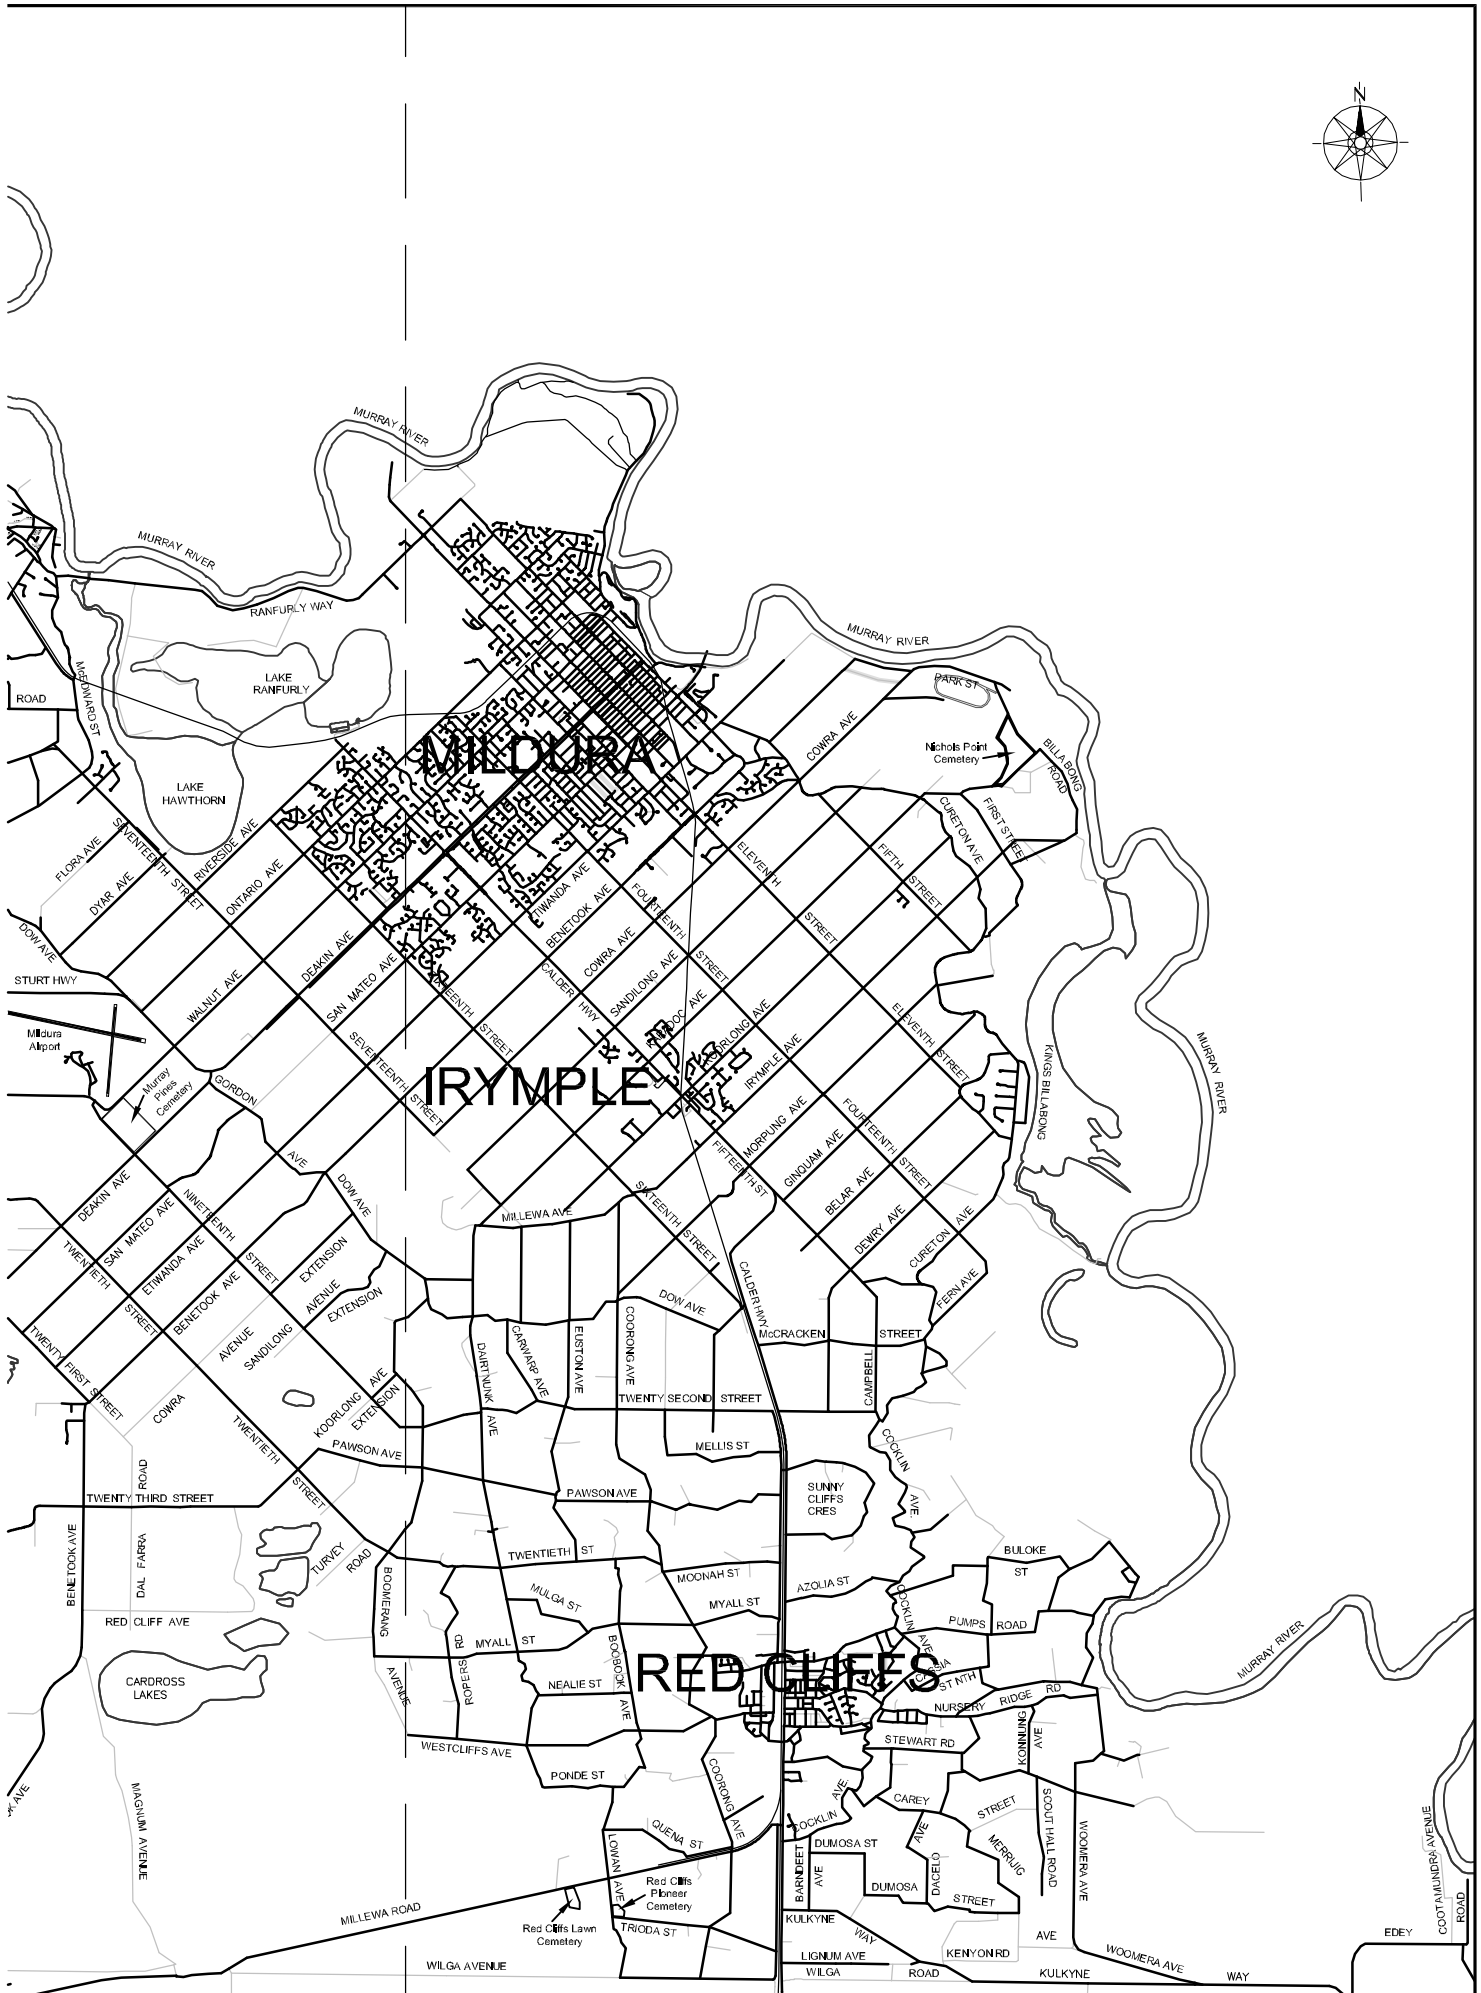 N
MURRAY RIVER
MURRAY RIVER
RANFURLY WAY
MURRAY RIVER
LAKE
RANFURLY
McEDWARD ST
ROAD
PARK ST
COWRA AVE
Nichols Point
Cemetery
BILLA BONG
ROAD
MILDURA
LAKE
HAWTHORN
CURETON AVE
FIRST STREET
SEVENTEENTH STREET
FLORA AVE
RIVERSIDE AVE
DYAR AVE
ONTARIO AVE
ELEVENTH
STREET
FIFTH
STREET
TIWANDA AVE
BENETOOK AVE
FOURTEENTH
STREET
DOW AVE
STURT HWY
DEAKIN AVE
COWRA AVE
WALNUT AVE
SAN MATEO AVE
CALDER HWY
SANDILONG AVE
STREET
Mildura
Airport
SEVENTEENTH
STREET
KOORLONG AVE
IRYMPLE AVE
ELEVENTH
STREET
KINGS BILLABONG
MURRAY RIVER
Murray
Pines
Cemetery
GORDON
AVE
IRYMPLE
MORPUNG AVE
FOURTEENTH
STREET
GINQUAM AVE
FIFTEENTH ST
BELAR AVE
DEWRY AVE
CURETON AVE
FERN AVE
DEAKIN AVE
DOW AVE
SAN MATEO AVE
NINETEENTH
STREET
MILLEWA AVE
SIXTEENTH STREET
TWENTIETH
STREET
ETIWANDA AVE
BENETOOK AVE
EXTENSION
AVENUE
EXTENSION
SANDILONG
AVENUE
COWRA
CALDER HWY
DOW AVE
McCRACKEN
STREET
CAMPBELL
TWENTY
FIRST STREET
DAIRTNUNK
AVE
CARWARP AVE
EUSTON AVE
COORONG AVE
KOORLONG AVE
EXTENSION
TWENTY SECOND STREET
TWENTIETH
STREET
PAWSON AVE
MELLIS ST
COCKLIN
AVE
DAL FARRA
ROAD
TWENTY THIRD STREET
PAWSON AVE
SUNNY
CLIFFS
CRES
BENETOOK AVE
TURVEY
ROAD
TWENTIETH ST
BULOKE
ST
BOOMERANG
AVENUE
MOONAH ST
AZOLIA ST
MULGA ST
MYALL ST
RED CLIFF AVE
COCKLIN
AVE
PUMPS ROAD
MURRAY RIVER
MYALL ST
ROPERS RD
BOOBOOK
AVE
RED CLIFFS
CASSIA
ST NTH
CARDROSS
LAKES
NEALIE ST
NURSERY RIDGE RD
KONNUNG
AVE
STEWART RD
WESTCLIFFS AVE
PONDE ST
COORONG
AVE
MAGNUM AVENUE
CAREY
STREET
COCKLIN
AVE
QUENA ST
DUMOSA ST
AVE
DACELO
MERRIJIG
STREET
SCOUT HALL ROAD
WOOMERA AVE
COOTAMUNDRA AVENUE
LOWAN AVE
BARNDEET
AVE
DUMOSA
Red Cliffs
Pioneer
Cemetery
MILLEWA ROAD
Red Cliffs Lawn
Cemetery
TRIODA ST
KULKYNE
WAY
AVE
EDEY
ROAD
LIGNUM AVE
KENYON RD
WOOMERA AVE
WILGA AVENUE
WILGA
ROAD
KULKYNE
WAY